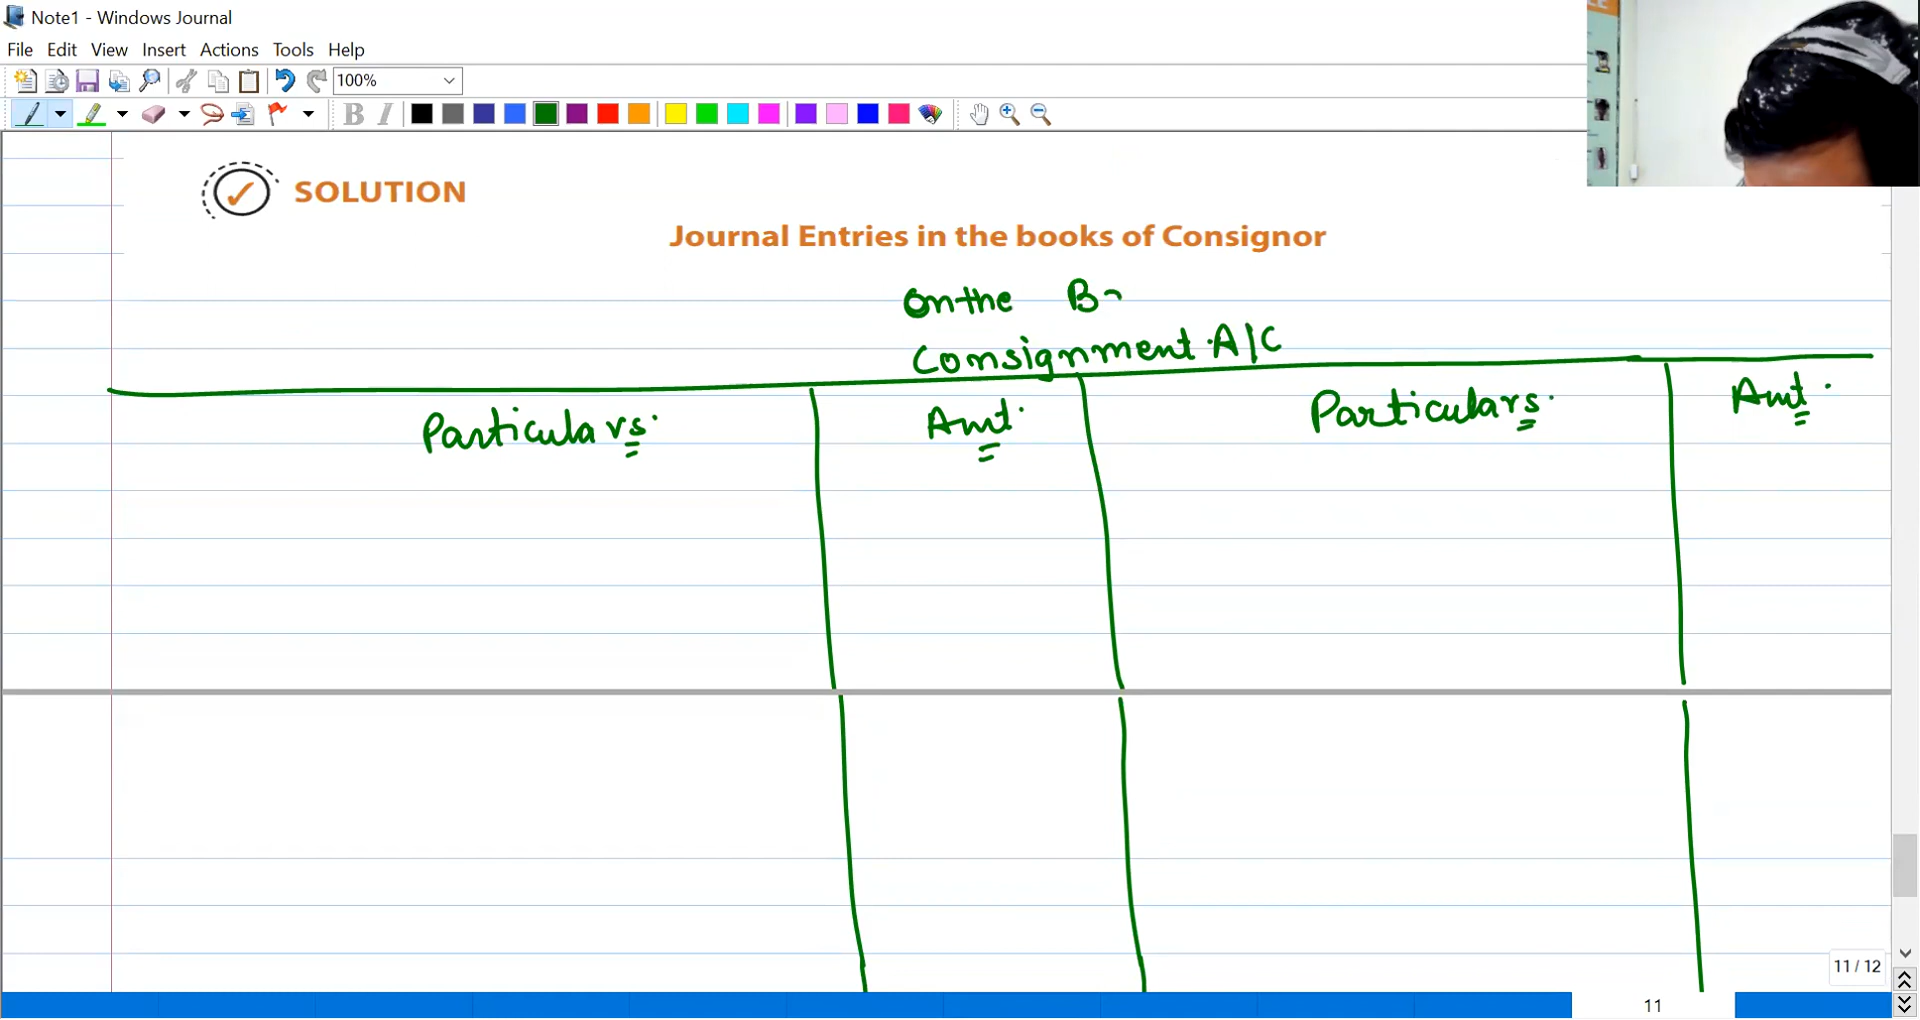 Note1 - Windows Journal
File Edit View Insert Actions Tools Help
100%
B I
SOLUTION
Journal Entries in the books of Consignor
On the B
Consignment A/C
Particulars Amt. Particulars Amt.
11 / 12
11